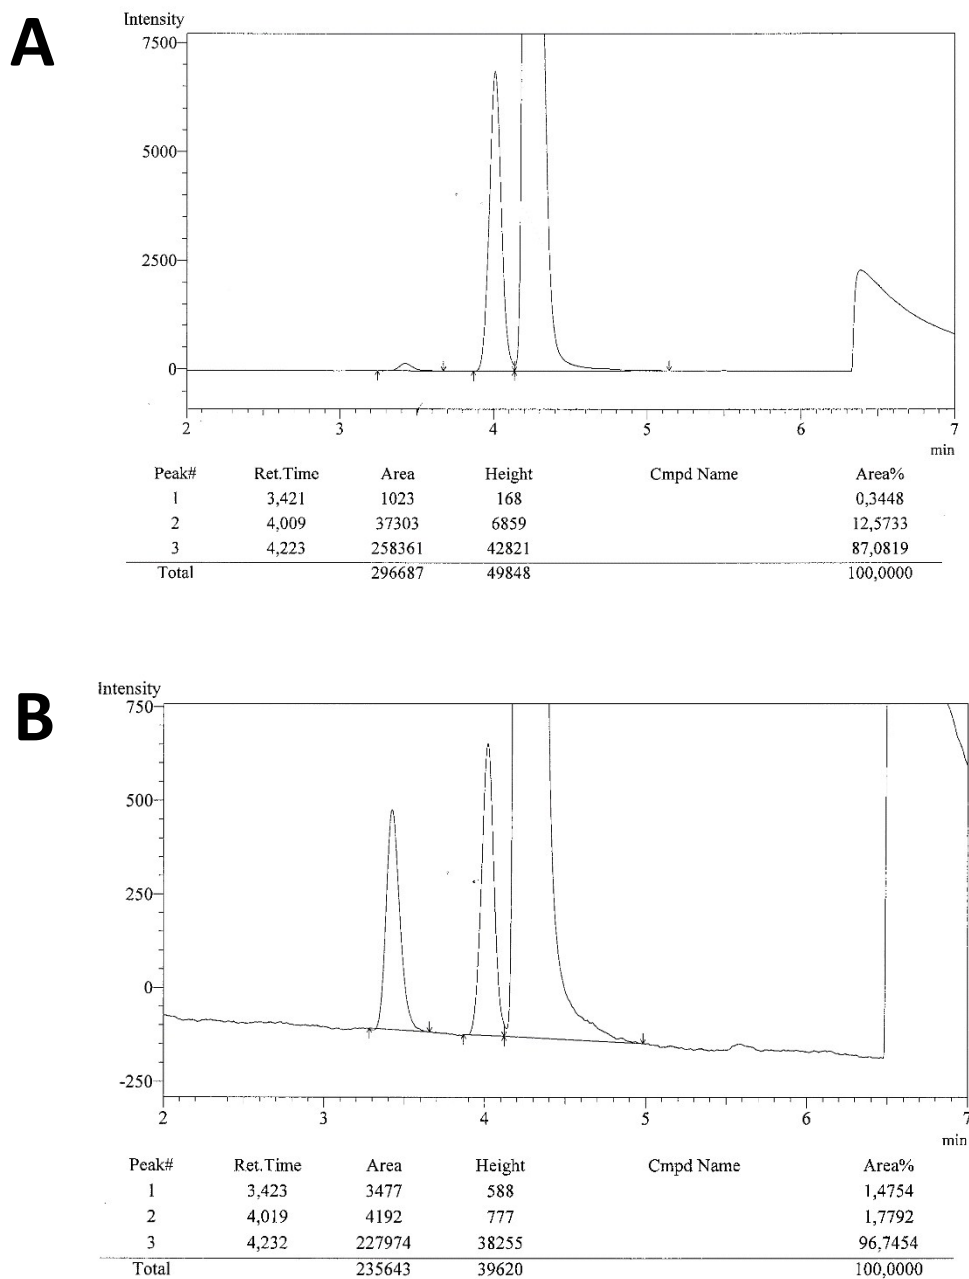 A
Intensity
7500
5000
2500
0
2 3 4 5 6 7
min
Peak# Ret.Time Area Height Cmpd Name Area%
1 3,421 1023 168 0,3448
2 4,009 37303 6859 12,5733
3 4,223 258361 42821 87,0819
Total 296687 49848 100,0000
B
Intensity
750
500
250
0
-250
2 3 4 5 6 7
min
Peak# Ret.Time Area Height Cmpd Name Area%
1 3,423 3477 588 1,4754
2 4,019 4192 777 1,7792
3 4,232 227974 38255 96,7454
Total 235643 39620 100,0000